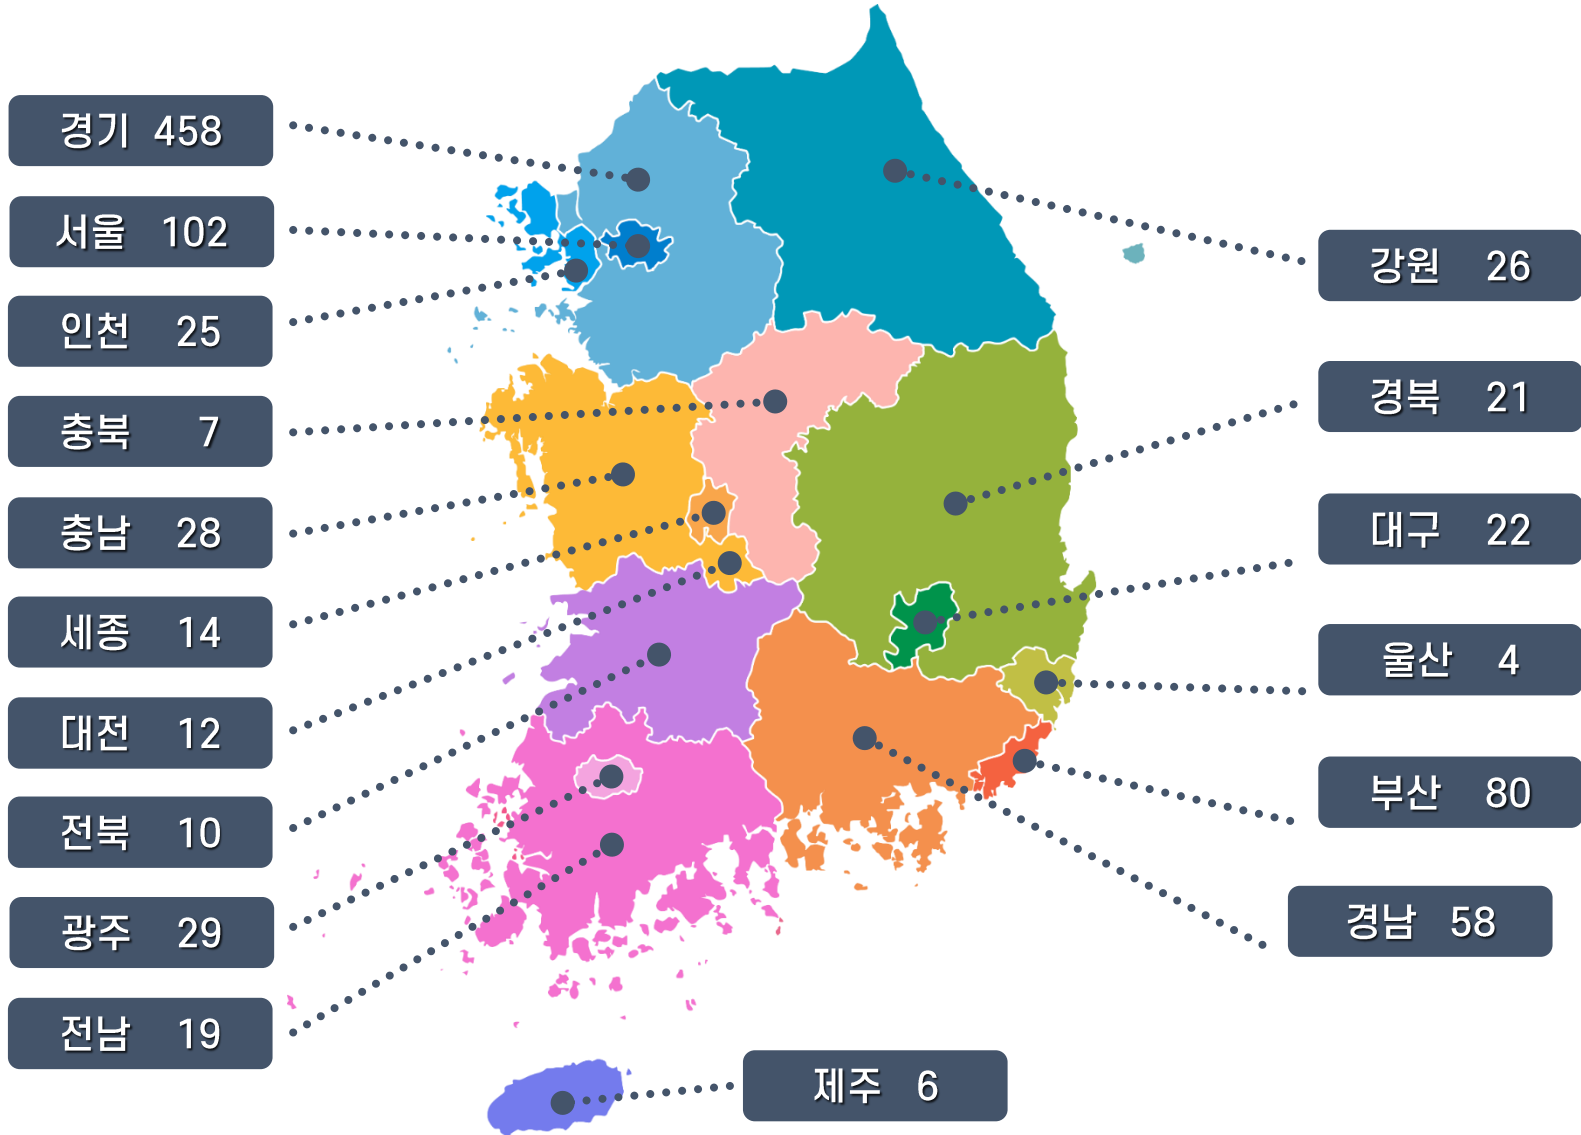 경기 458
서울 102
인천 25
충북 7
충남 28
세종 14
대전 12
전북 10
광주 29
전남 19
강원 26
경북 21
대구 22
울산 4
부산 80
경남 58
제주 6